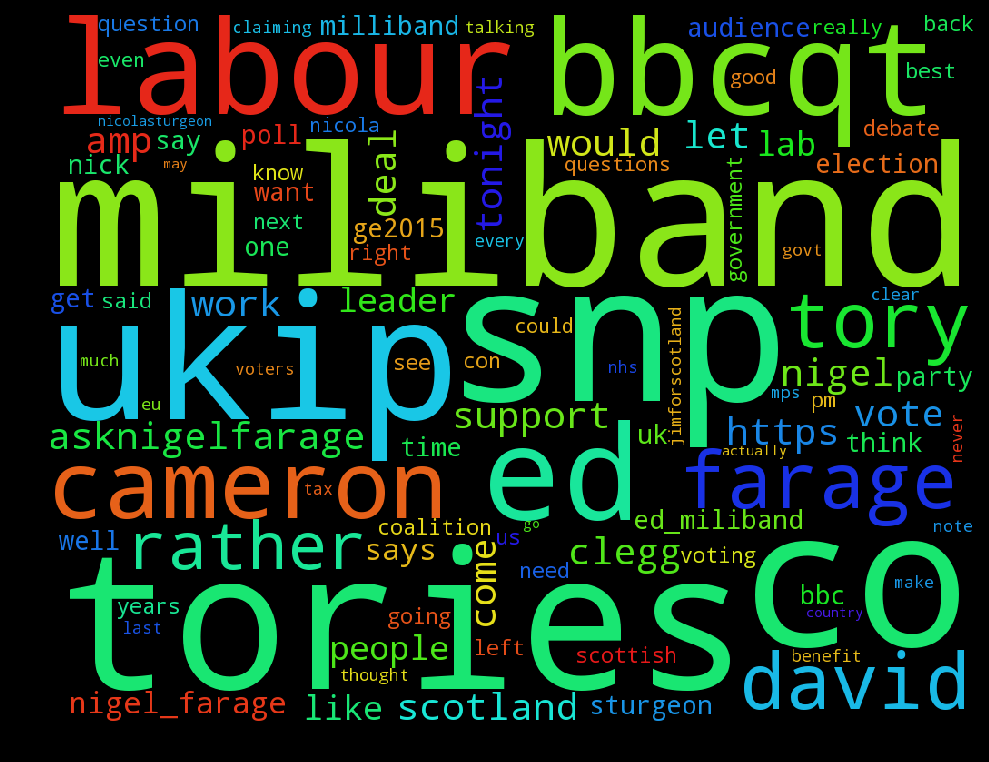 question
claiming
milliband
talking
audience
really
back
labour
bbcqt
even
good
best
nicolasturgeon
amp
say
poll
nicola
deal
tonight
would
let
lab
debate
nick
may
know
want
questions
election
miliband
next
one
ge2015
right
every
government
govt
get
said
work
leader
snp
could
jimforscotland
clear
tory
ukip
much
voters
see
con
nhs
nigel
party
eu
mps
pm
support
vote
asknigelfarage
time
uk
https
think
never
actually
cameron
tax
ed
farage
coalition
go
ed_miliband
note
well
rather
says
come
us
clegg
voting
co
need
bbc
make
years
last
tories
going
country
people
left
scottish
benefit
thought
david
nigel_farage
like
scotland
sturgeon